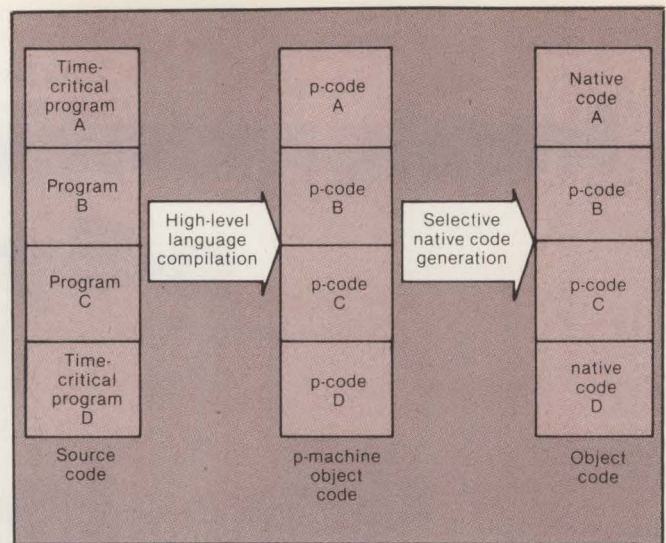 Time-
critical
program
A
Program
B
Program
C
Time-
critical
program
D
Source
code
High-level
language
compilation
p-code
A
p-code
B
p-code
C
p-code
D
p-machine
object
code
Selective
native code
generation
Native
code
A
p-code
B
p-code
C
native
code
D
Object
code